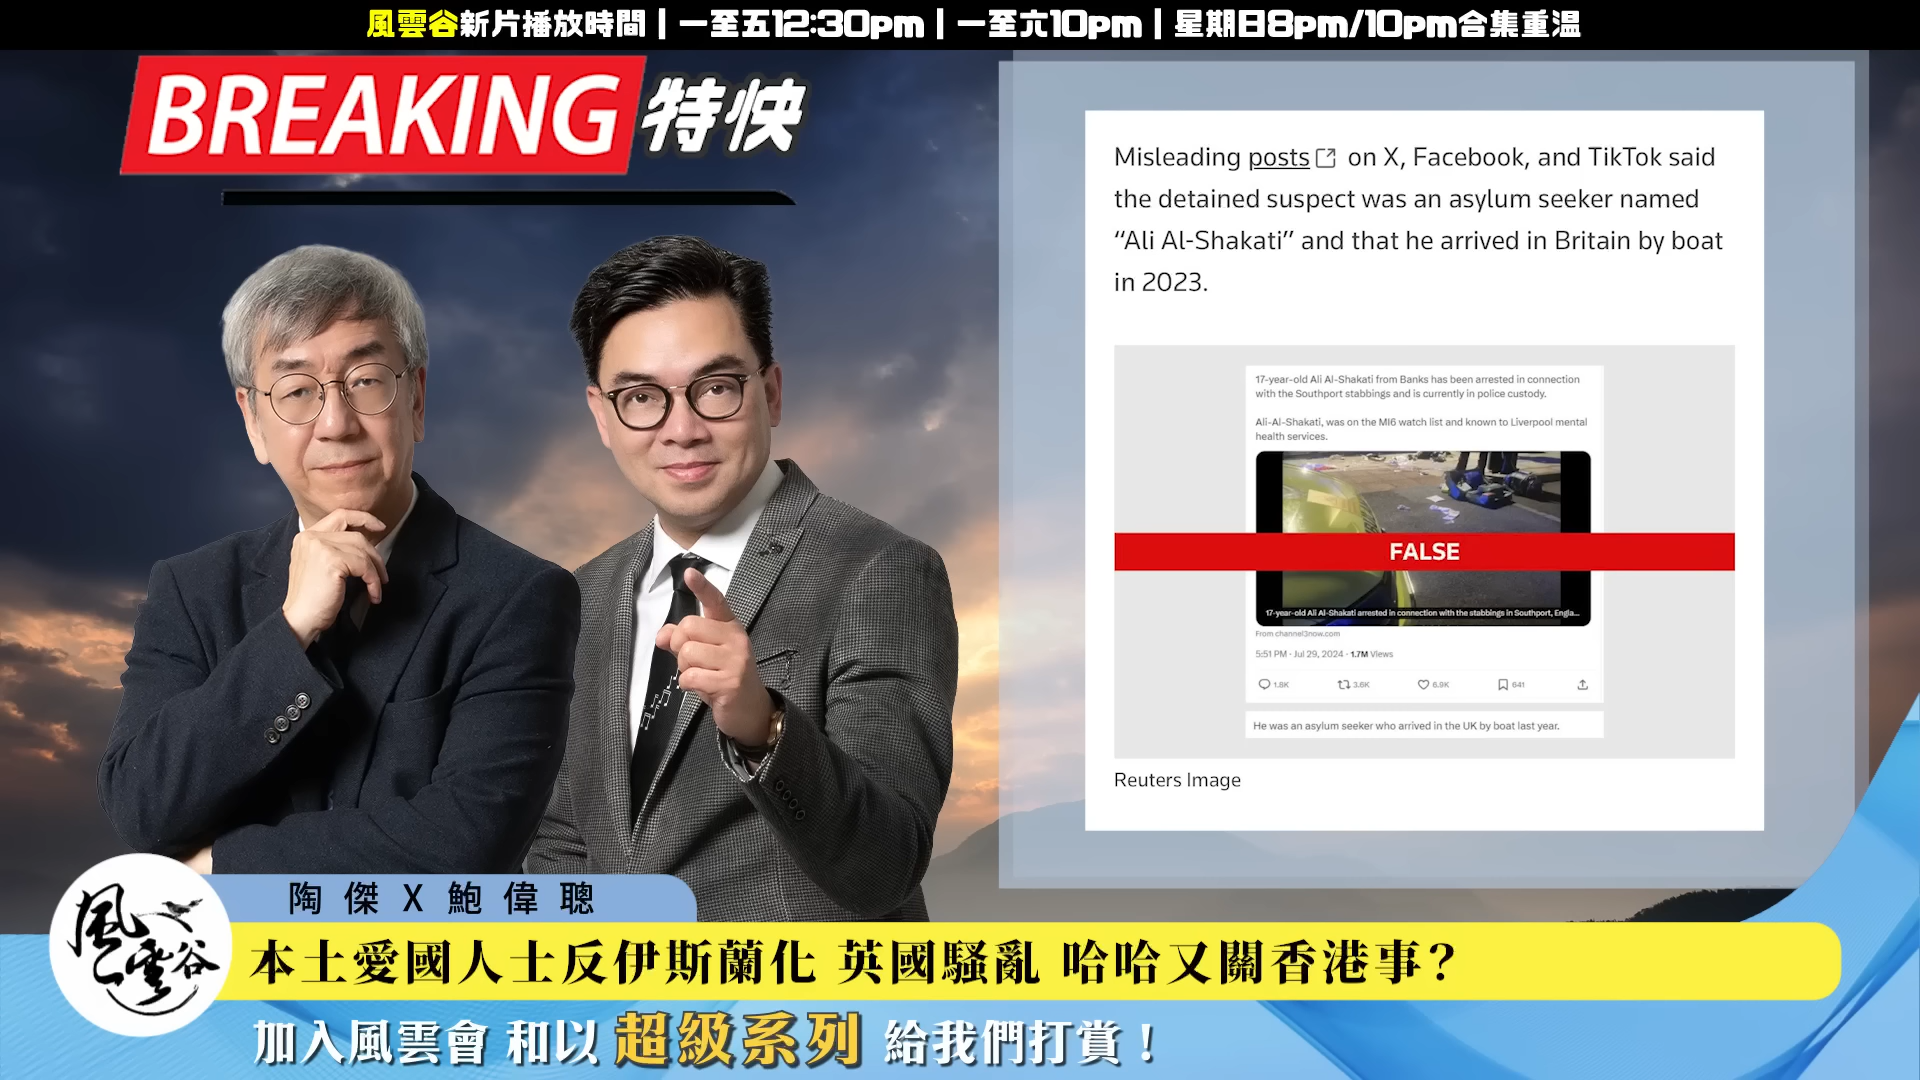 風雲谷新片播放時間 | 一至五12:30pm | 一至六10pm | 星期日8pm/10pm合集重溫
BREAKING 特快
Misleading posts on X, Facebook, and TikTok said
the detained suspect was an asylum seeker named
“Ali Al-Shakati” and that he arrived in Britain by boat
in 2023.
17-year-old Ali Al-Shakati from Banks has been arrested in connection
with the Southport stabbings and is currently in police custody.
Ali-Al-Shakati, was on the MI6 watch list and known to Liverpool mental
health services.
FALSE
17-year-old Ali Al-Shakati arrested in connection with the stabbings in Southport, Engla...
From channel3now.com
5:51 PM · Jul 29, 2024 · 1.7M Views
1.8K 3.6K 6.9K 641
He was an asylum seeker who arrived in the UK by boat last year.
Reuters Image
陶傑X鮑偉聰
風雲谷
本土愛國人士反伊斯蘭化 英國騷亂 哈哈又關香港事?
加入風雲會 和以 超級系列 給我們打賞!